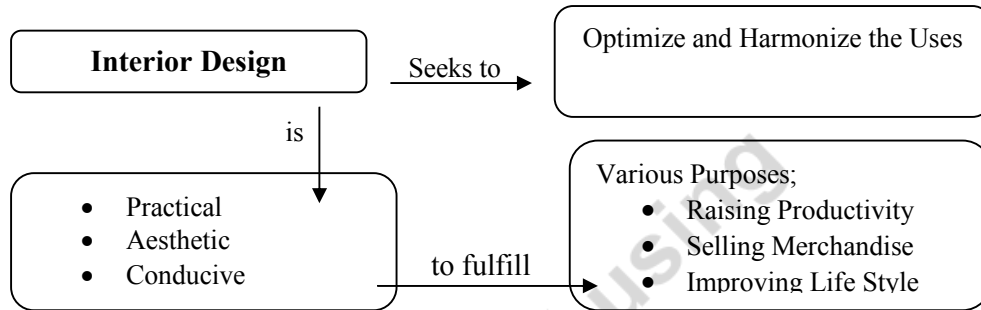 Interior Design
Seeks to
Optimize and Harmonize the Uses
is
• Practical
• Aesthetic
• Conducive
to fulfill
Various Purposes;
• Raising Productivity
• Selling Merchandise
• Improving Life Style
using